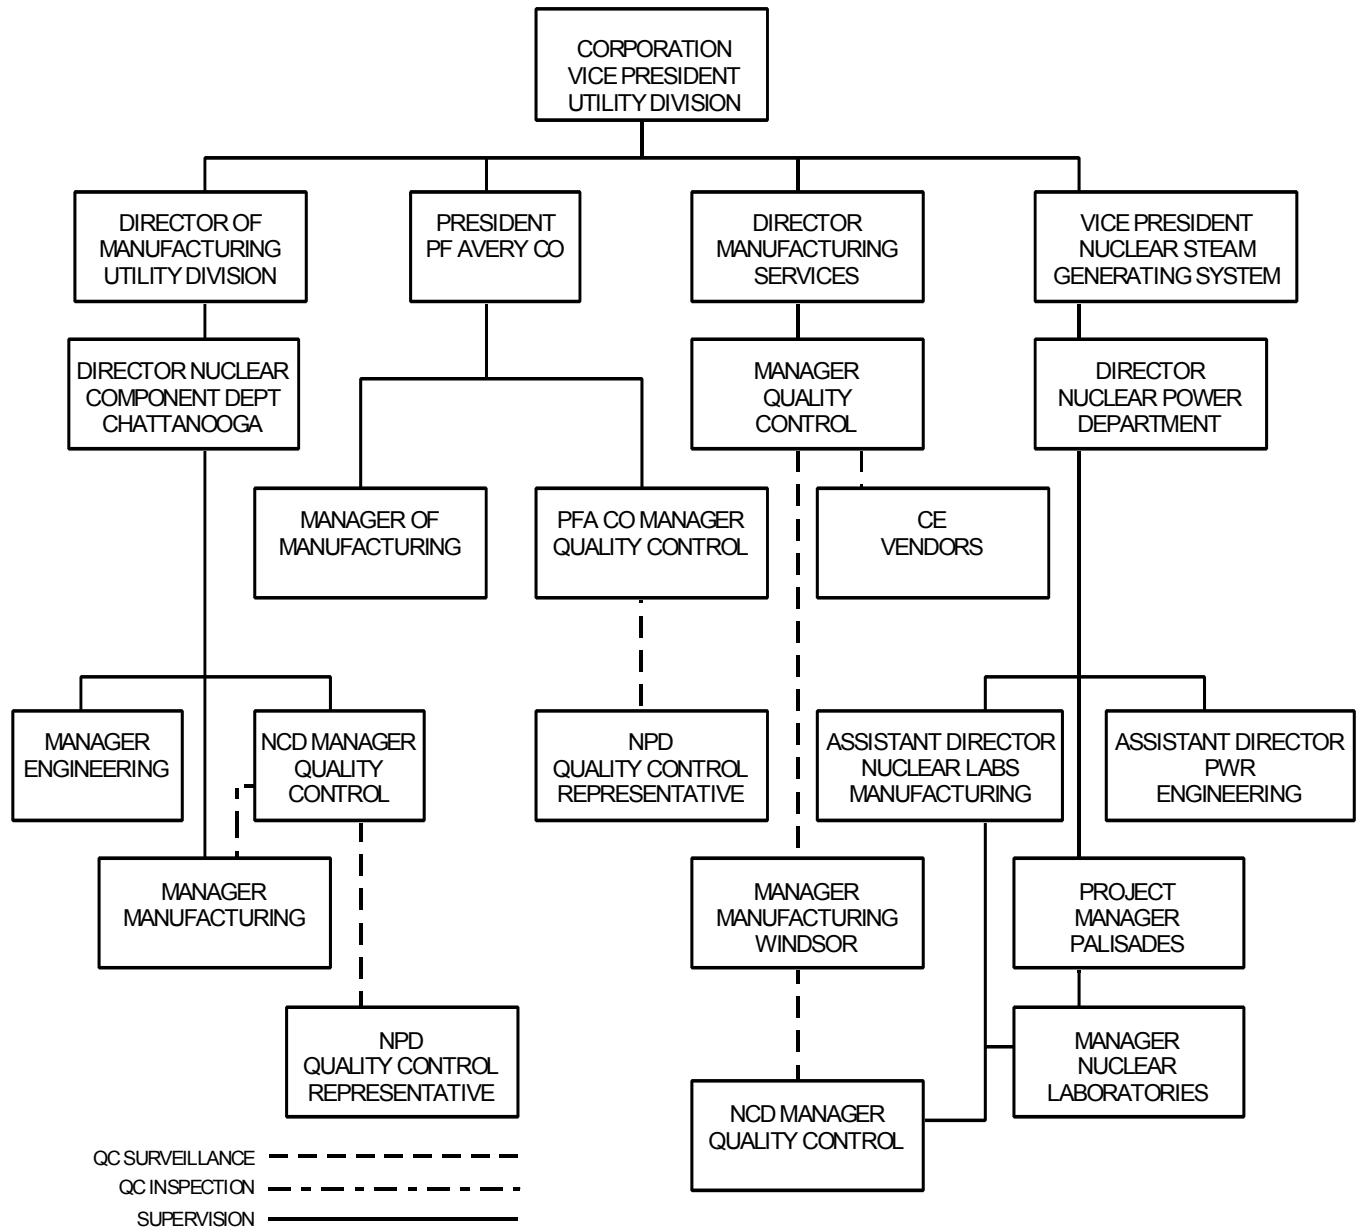 CORPORATION
VICE PRESIDENT
UTILITY DIVISION
DIRECTOR OF
MANUFACTURING
UTILITY DIVISION
PRESIDENT
PF AVERY CO
DIRECTOR
MANUFACTURING
SERVICES
VICE PRESIDENT
NUCLEAR STEAM
GENERATING SYSTEM
DIRECTOR NUCLEAR
COMPONENT DEPT
CHATTANOOGA
MANAGER
QUALITY
CONTROL
DIRECTOR
NUCLEAR POWER
DEPARTMENT
MANAGER OF
MANUFACTURING
PFA CO MANAGER
QUALITY CONTROL
CE
VENDORS
MANAGER
ENGINEERING
NCD MANAGER
QUALITY
CONTROL
NPD
QUALITY CONTROL
REPRESENTATIVE
ASSISTANT DIRECTOR
NUCLEAR LABS
MANUFACTURING
ASSISTANT DIRECTOR
PWR
ENGINEERING
MANAGER
MANUFACTURING
MANAGER
MANUFACTURING
WINDSOR
PROJECT
MANAGER
PALISADES
NPD
QUALITY CONTROL
REPRESENTATIVE
MANAGER
NUCLEAR
LABORATORIES
NCD MANAGER
QUALITY CONTROL
QC SURVEILLANCE
QC INSPECTION
SUPERVISION